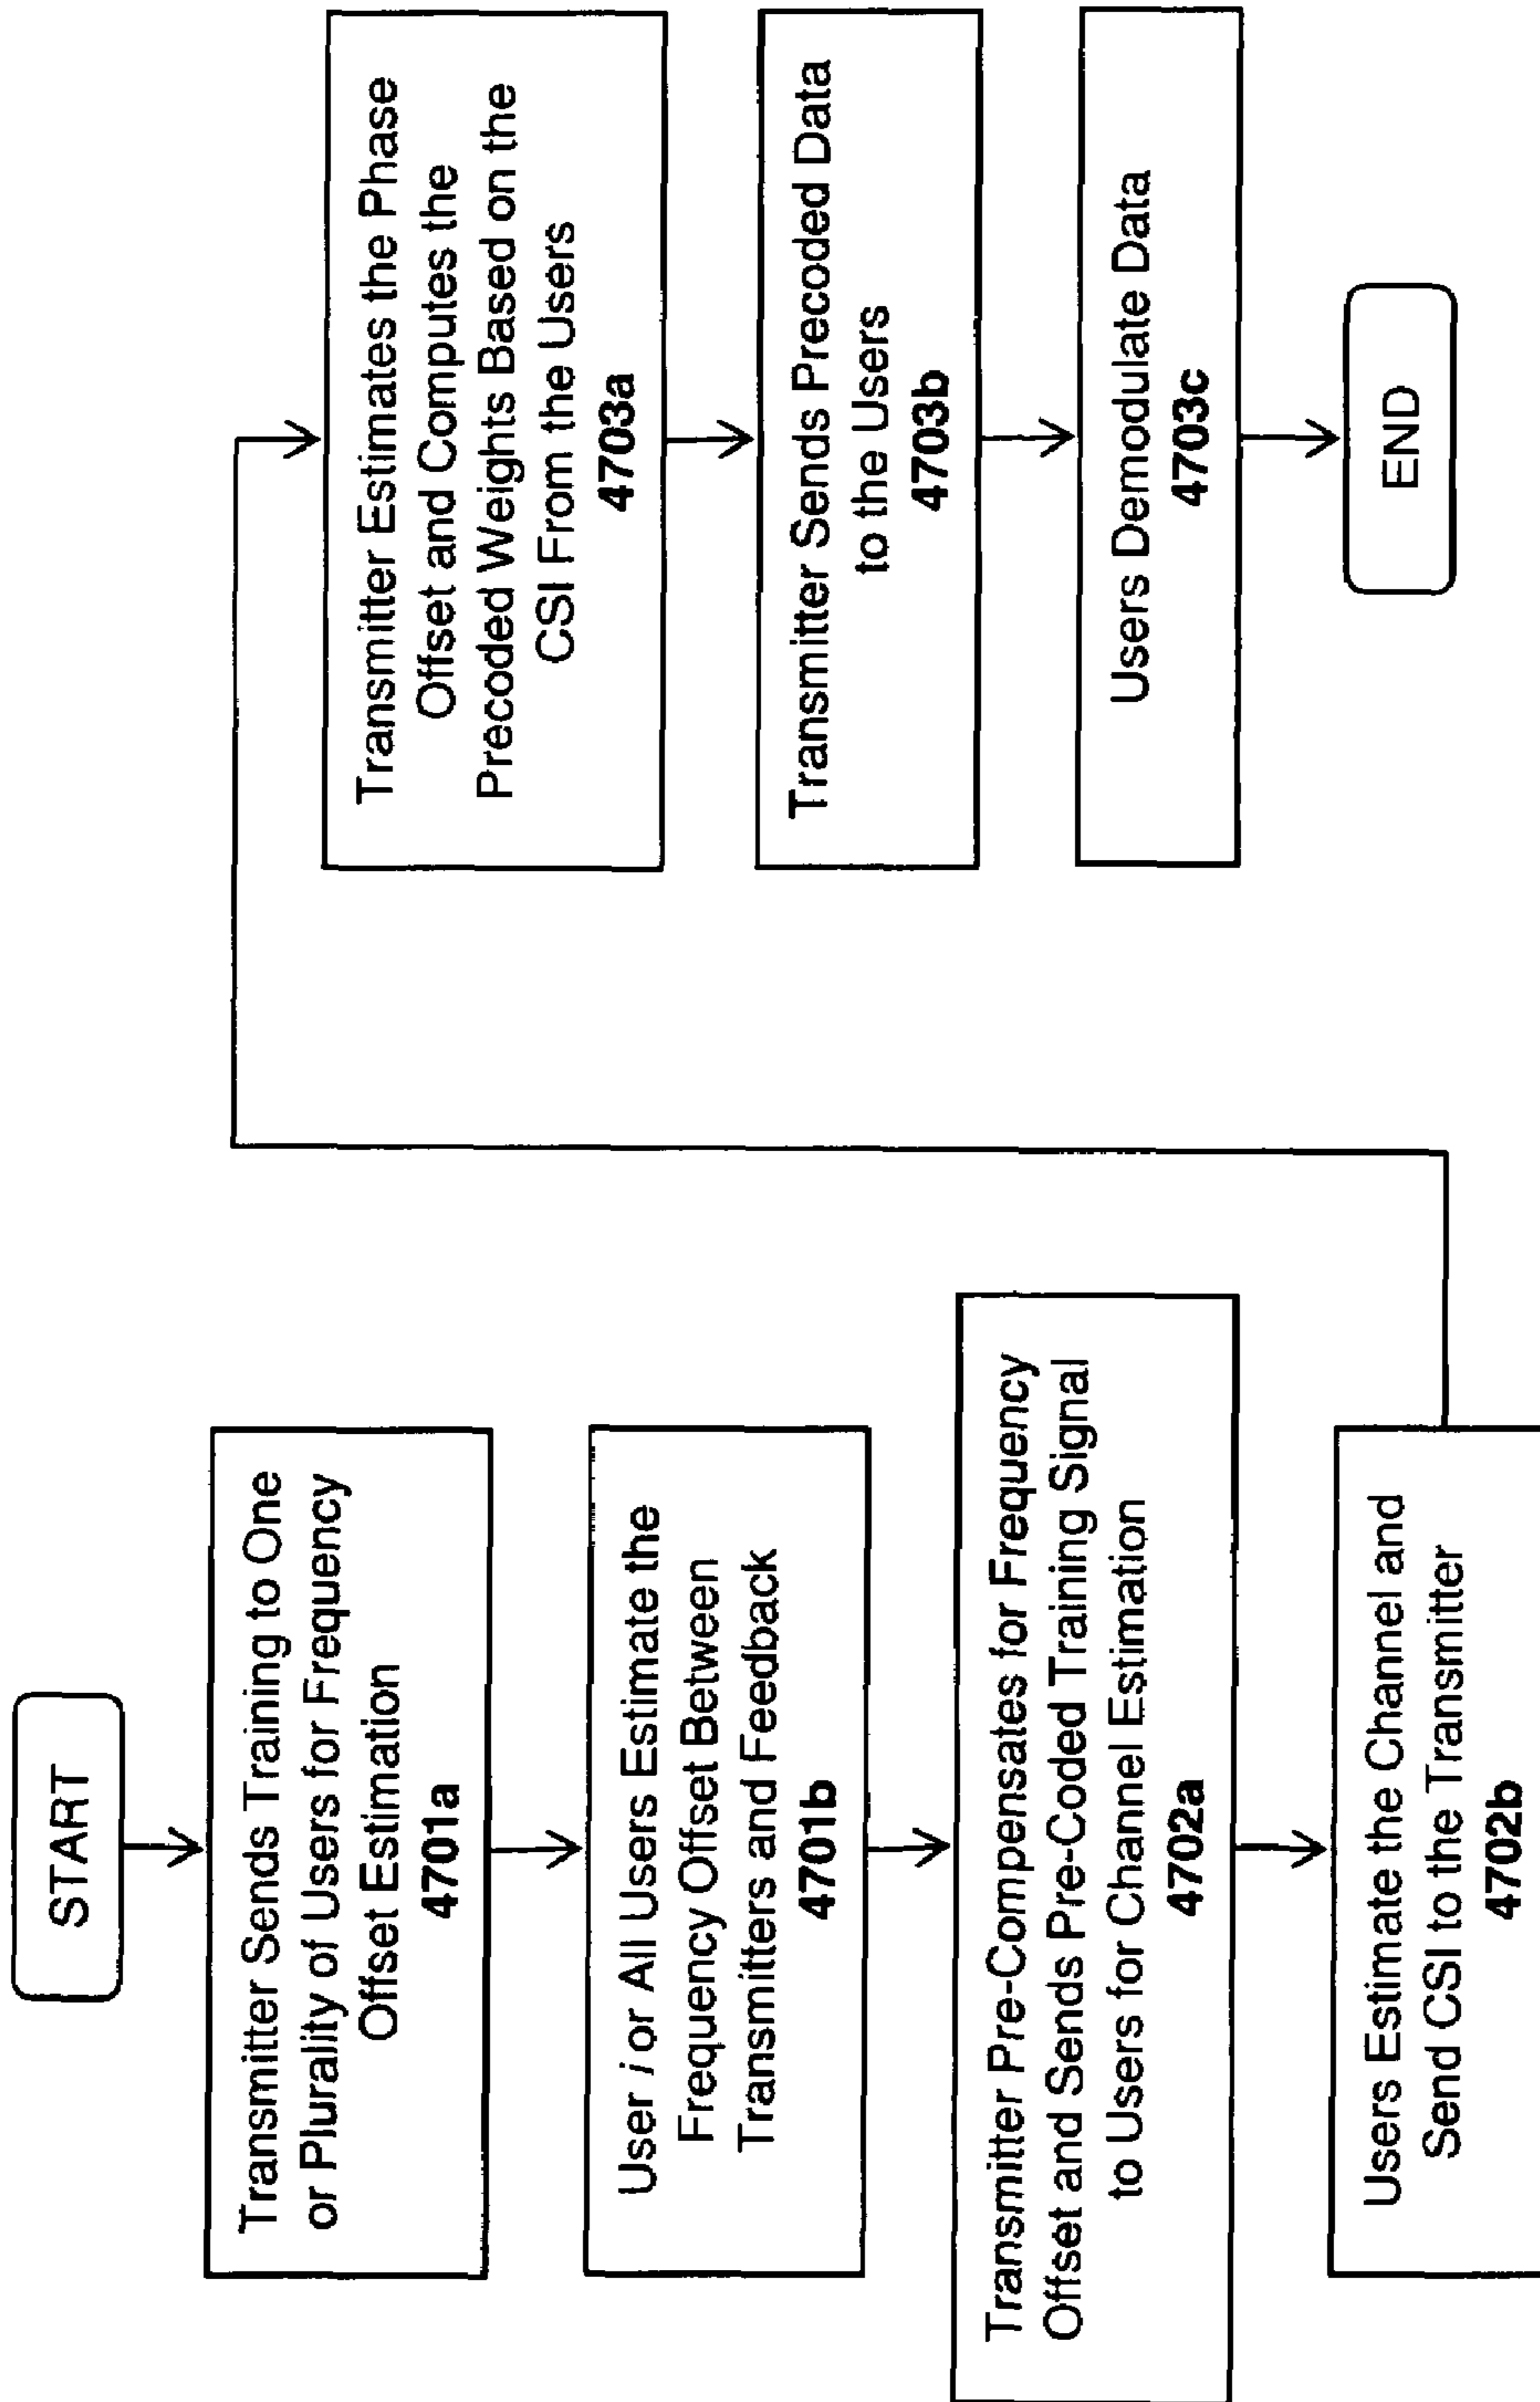 START
Transmitter Sends Training to One
or Plurality of Users for Frequency
Offset Estimation
4701a
User i or All Users Estimate the
Frequency Offset Between
Transmitters and Feedback
4701b
Transmitter Pre-Compensates for Frequency
Offset and Sends Pre-Coded Training Signal
to Users for Channel Estimation
4702a
Users Estimate the Channel and
Send CSI to the Transmitter
4702b
Transmitter Estimates the Phase
Offset and Computes the
Precoded Weights Based on the
CSI From the Users
4703a
Transmitter Sends Precoded Data
to the Users
4703b
Users Demodulate Data
4703c
END